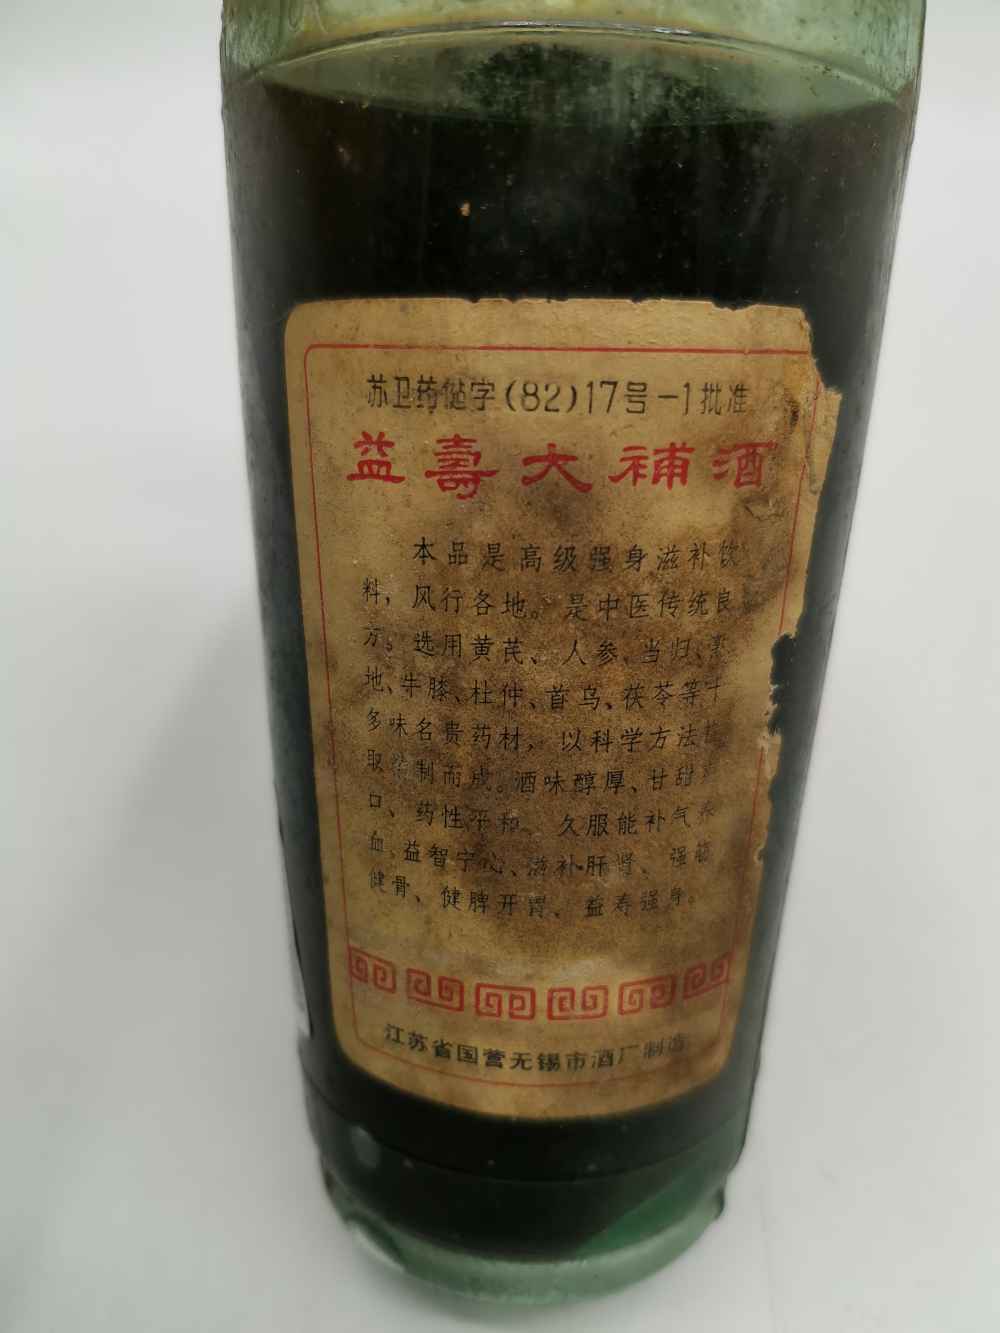 苏卫药健字(82)17号-1批准
益壽大補酒
本品是高级强身滋补饮
料，风行各地。是中医传统良
方，选用黄芪、人参、当归、熟
地、牛膝、杜仲、首乌、茯苓等十
多味名贵药材，以科学方法
取 制而成。酒味醇厚、甘甜
口、药性平和、久服能补气养
血、益智宁心、滋补肝肾、强筋
健骨、健脾开胃、益寿强身。
江苏省国营无锡市酒厂制造